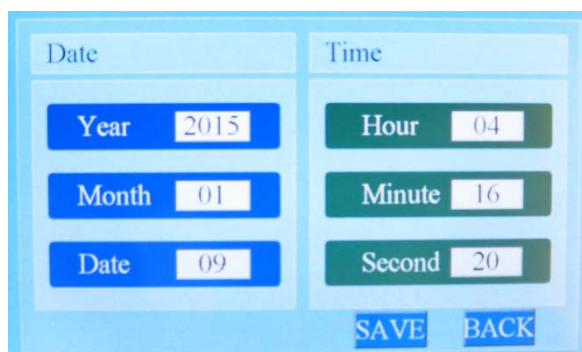 Date
Time
Year 2015
Hour 04
Month 01
Minute 16
Date 09
Second 20
SAVE BACK